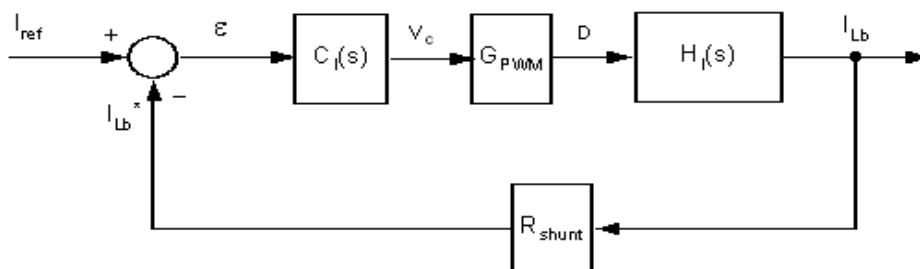 I_ref
+
ε
C_I(s)
V_c
G_PWM
D
H_I(s)
I_Lb
I_Lb*
−
R_shunt